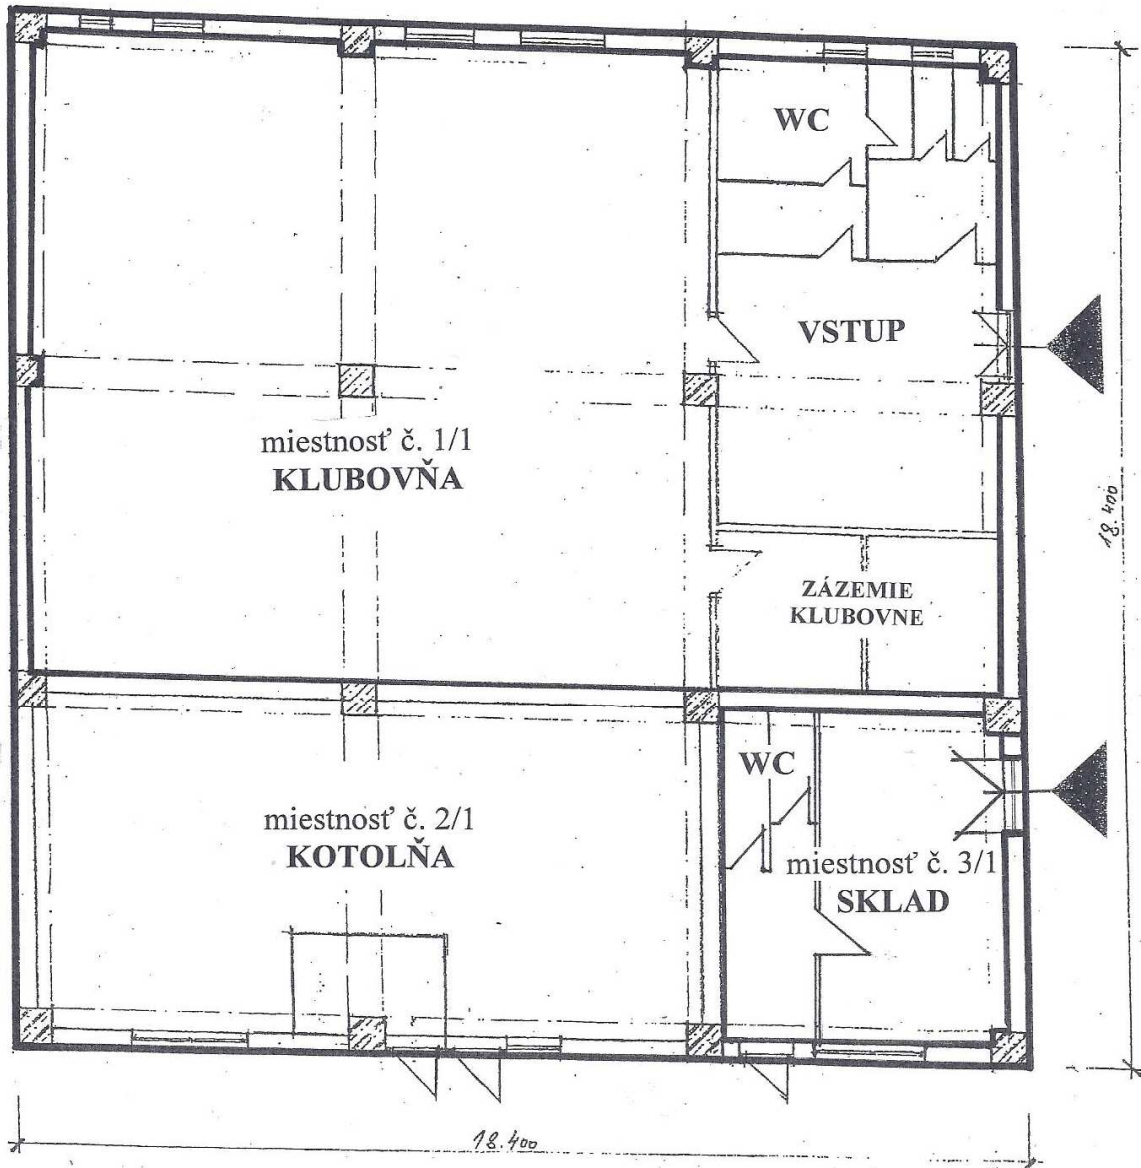 WC
VSTUP
miestnosť č. 1/1
KLUBOVŇA
18.400
ZÁZEMIE
KLUBOVNE
WC
miestnosť č. 2/1
KOTOLŇA
miestnosť č. 3/1
SKLAD
18.400